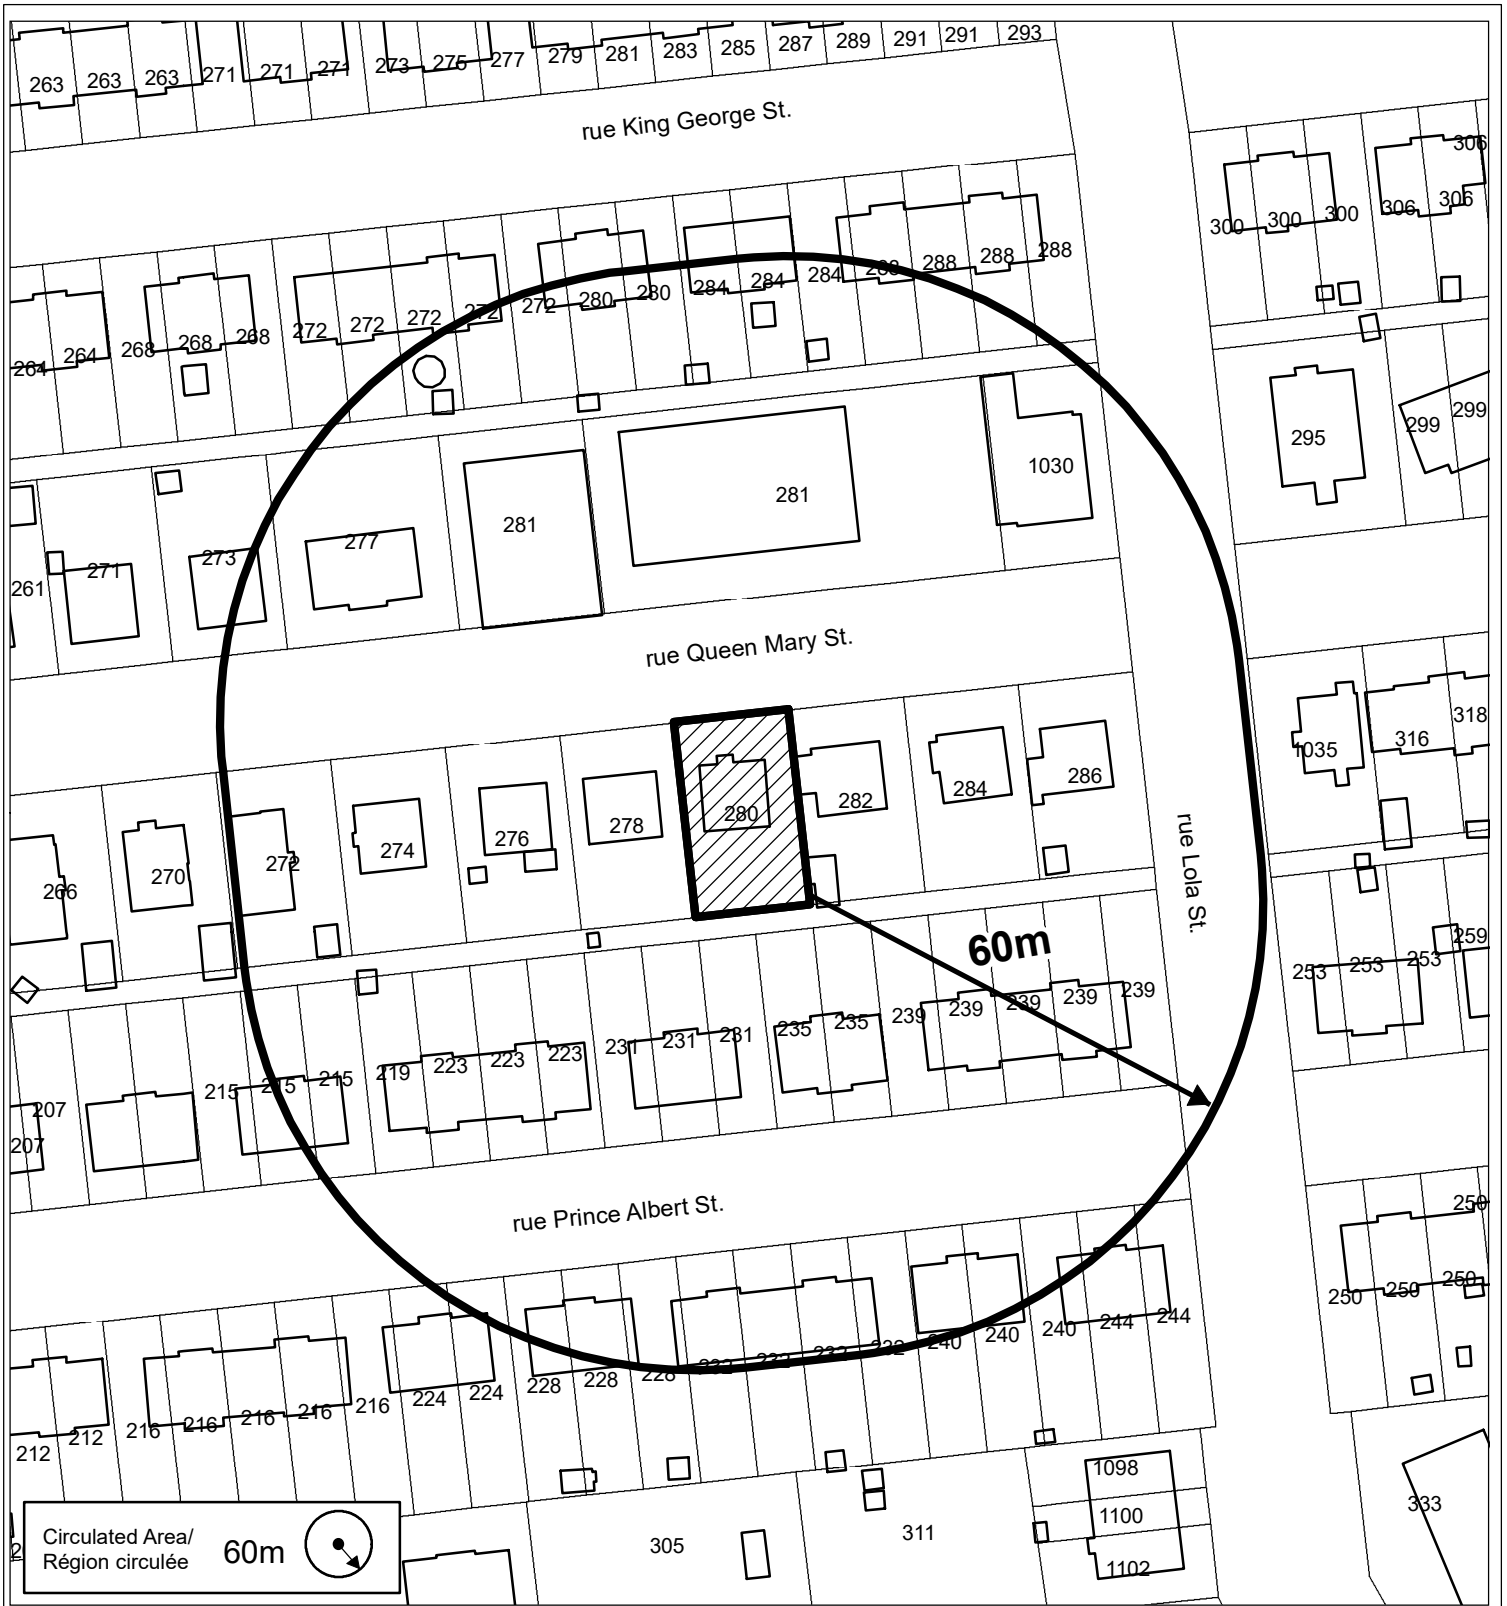 263 263 263 271 271 271 273 275 277 279 281 283 285 287 289 291 291 293
rue King George St.
300 300 300 306 306 306
264 264 268 268 268 272 272 272 272 272 280 280 284 284 284 288 288 288 288
295 299 299
261 271 273 277 281 281 1030
rue Queen Mary St.
1035 316 318
266 270 272 274 276 278 280 282 284 286
rue Lola St.
60m
253 253 253 259
207 207 215 215 215 219 223 223 223 231 231 231 235 235 239 239 239 239 239
rue Prince Albert St.
250 250 250 250
212 212 216 216 216 216 216 224 224 228 228 228 232 232 232 232 240 240 240 244 244
1098
1100
1102
305 311 333
2
Circulated Area/
Région circulée
60m